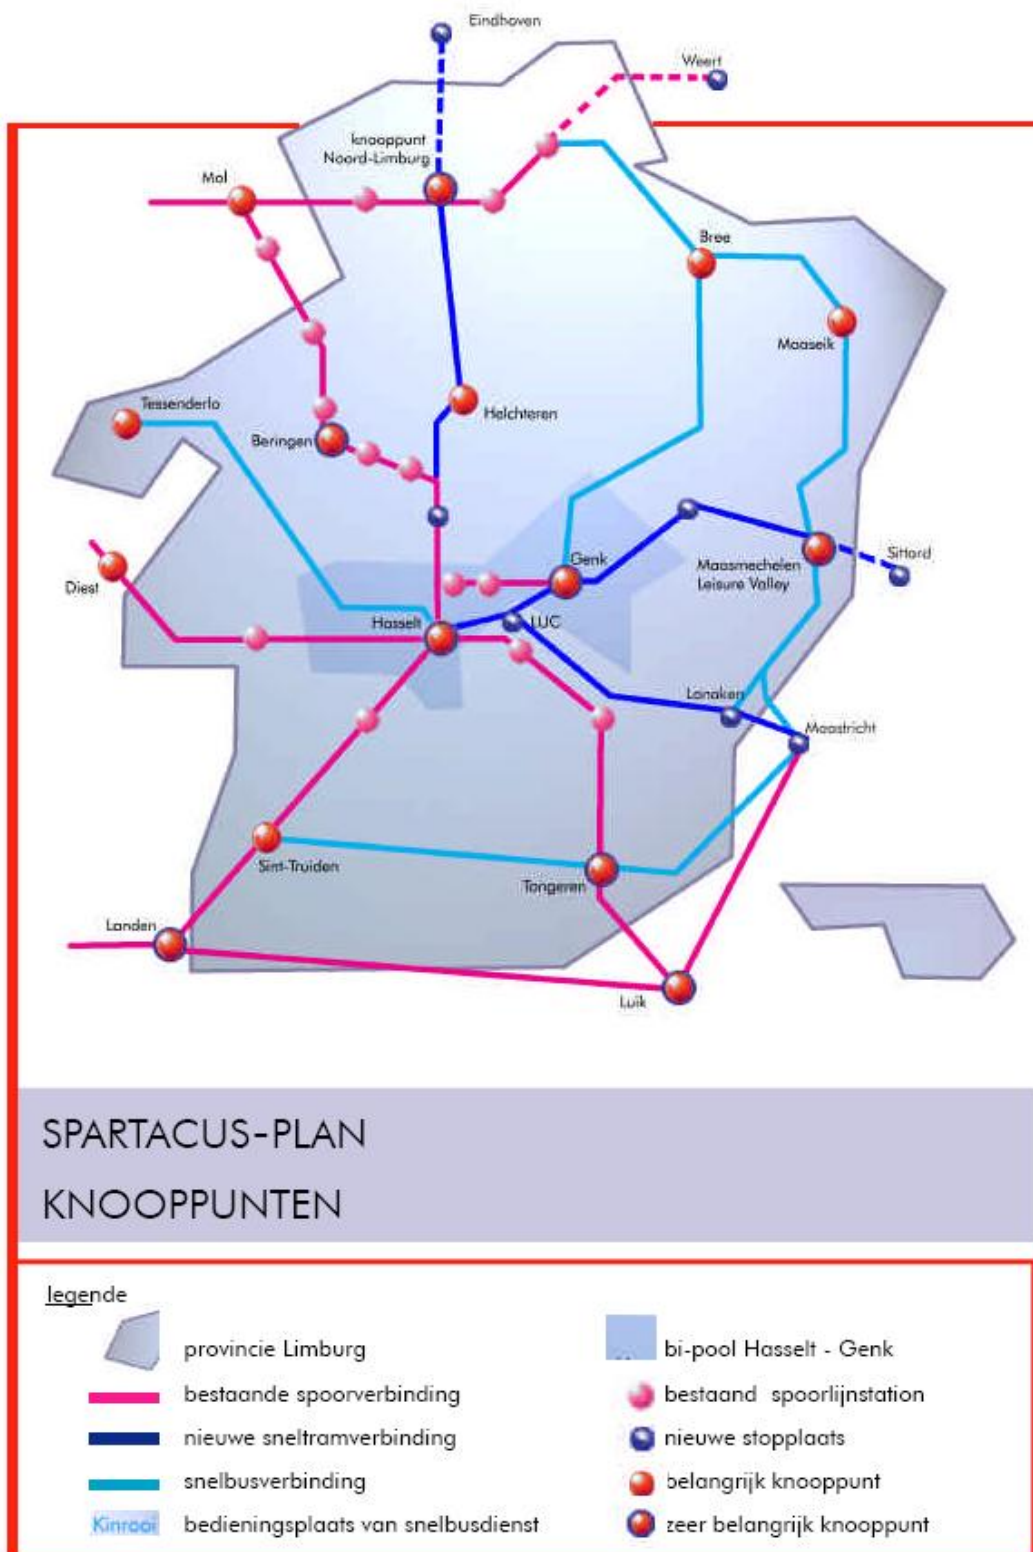 Eindhoven
Weert
knooppunt
Noord-Limburg
Mol
Bree
Maaseik
Tessenderlo
Helchteren
Beringen
Genk
Maasmechelen
Leisure Valley
Sittard
Diest
Hasselt
LUC
Lanaken
Maastricht
Sint-Truiden
Tongeren
Landen
Luik
SPARTACUS-PLAN
KNOOPPUNTEN
legende
provincie Limburg
bi-pool Hasselt - Genk
bestaande spoorverbinding
bestaand spoorlijnstation
nieuwe sneltramverbinding
nieuwe stopplaats
snelbusverbinding
belangrijk knooppunt
Kinrooi
bedieningsplaats van snelbusdienst
zeer belangrijk knooppunt